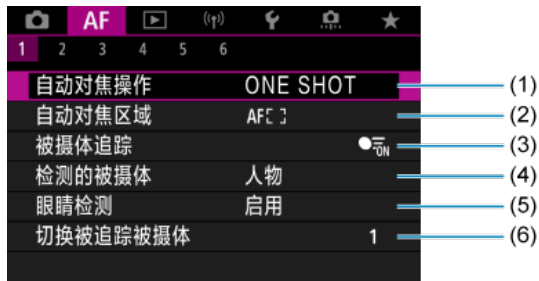 AF
1 2 3 4 5 6
自动对焦操作 ONE SHOT (1)
自动对焦区域 AF[ ] (2)
被摄体追踪 ON (3)
检测的被摄体 人物 (4)
眼睛检测 启用 (5)
切换被追踪被摄体 1 (6)